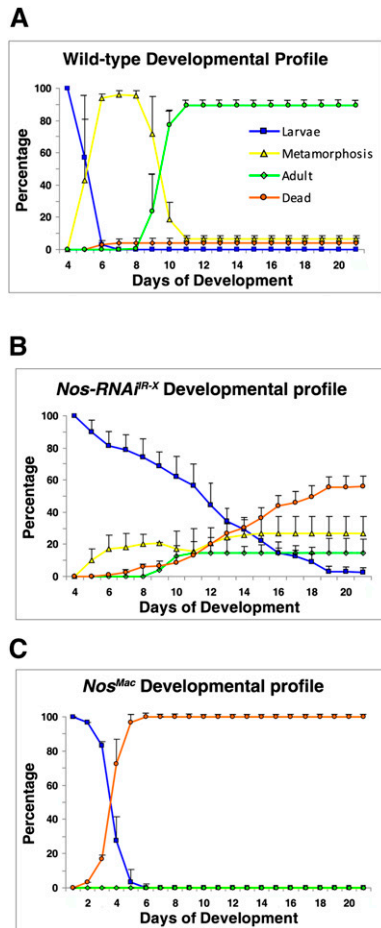 A
Wild-type Developmental Profile
Percentage
100
80
60
40
20
0
Larvae
Metamorphosis
Adult
Dead
4 6 8 10 12 14 16 18 20
Days of Development
B
Nos-RNAi^IR-X Developmental profile
Percentage
100
80
60
40
20
0
4 6 8 10 12 14 16 18 20
Days of Development
C
Nos^Mac Developmental profile
Percentage
100
80
60
40
20
0
2 4 6 8 10 12 14 16 18 20
Days of Development